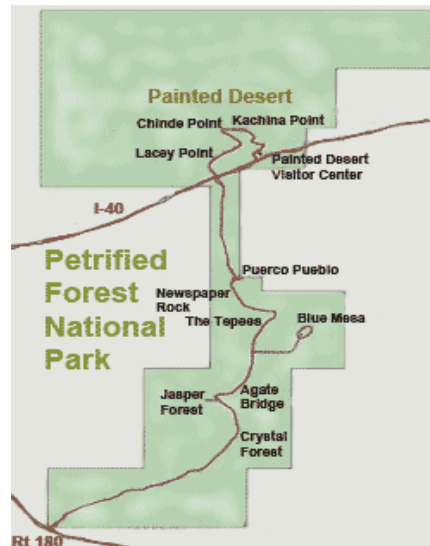 Painted Desert
Chinde Point
Kachina Point
Lacey Point
Painted Desert
Visitor Center
I-40
Petrified
Forest
National
Park
Puerco Pueblo
Newspaper
Rock
The Tepees
Blue Mesa
Jasper
Forest
Agate
Bridge
Crystal
Forest
Rt 180